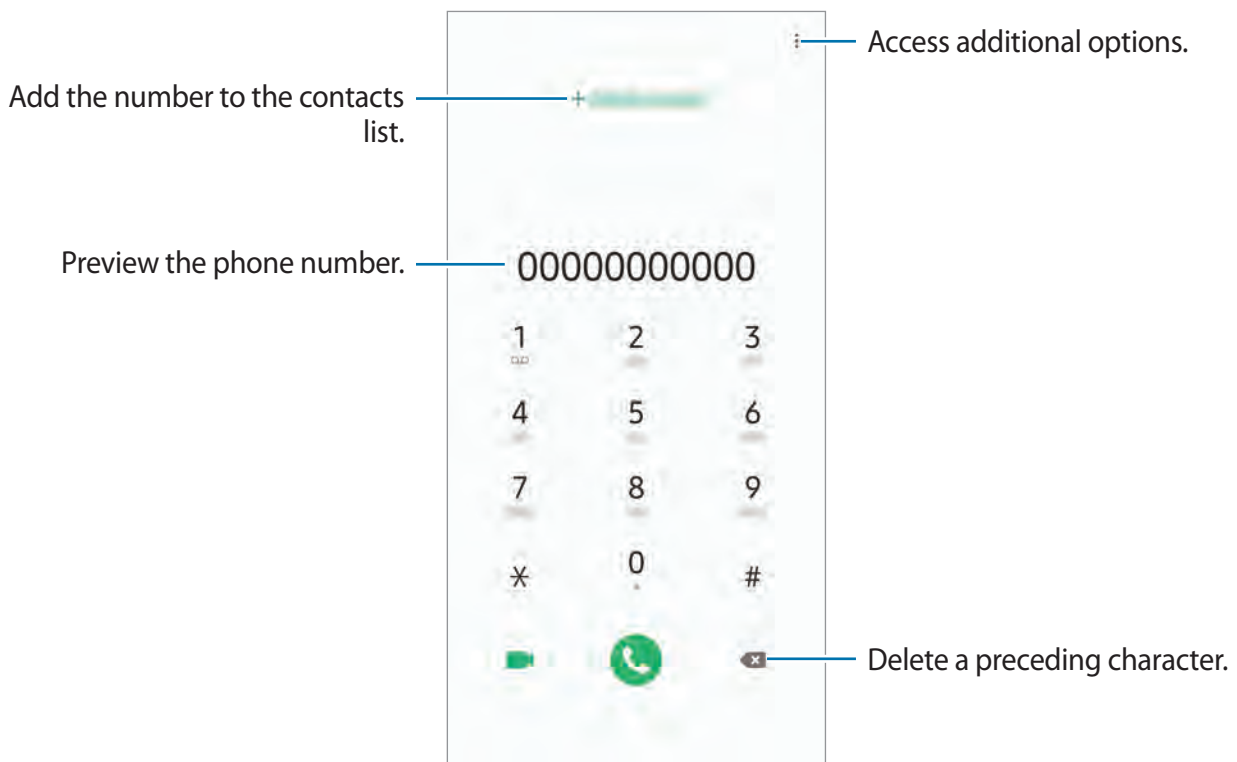 Access additional options.
Add the number to the contacts
list.
Preview the phone number.
00000000000
1 2 3
4 5 6
7 8 9
* 0 #
Delete a preceding character.